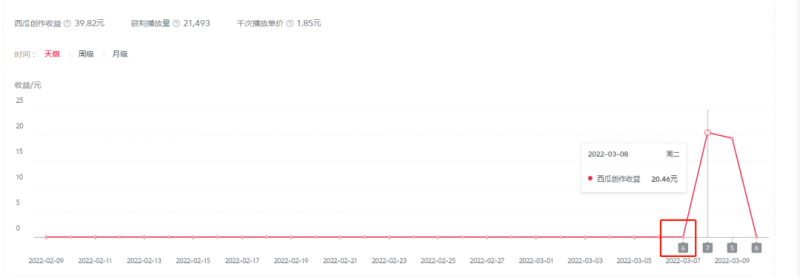 西瓜创作收益 ? 39.82元 获利播放量 ? 21,493 千次播放单价 ? 1.85元
时间： 天级 周级 月级
收益/元
25
20
15
10
5
0
2022-03-08 周二
西瓜创作收益 20.46元
4 7 5 6
2022-02-09 2022-02-11 2022-02-13 2022-02-15 2022-02-17 2022-02-19 2022-02-21 2022-02-23 2022-02-25 2022-02-27 2022-03-01 2022-03-03 2022-03-05 2022-03-07 2022-03-09